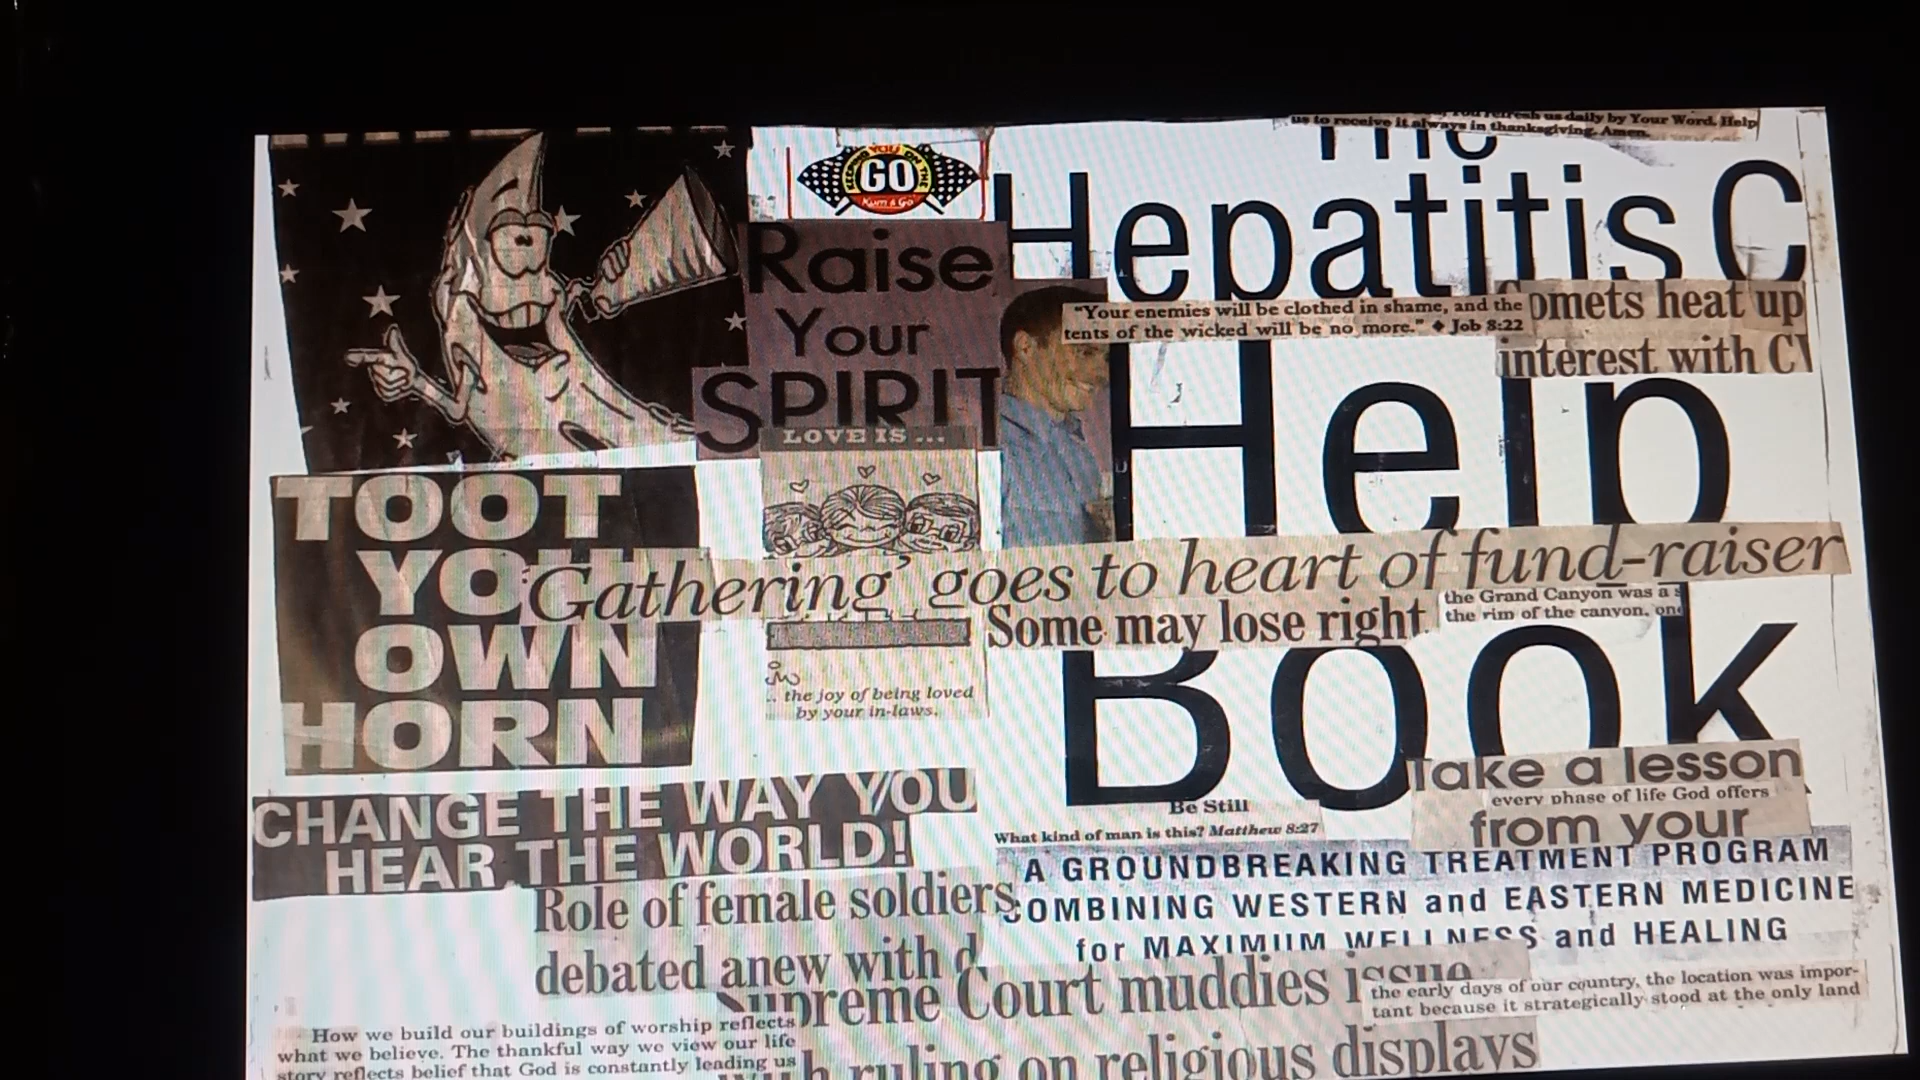 us to receive it always in thanksgiving. Amen.
KEEPING YOU ON THE
GO
Kum & Go
Raise
Your
SPIRIT
LOVE IS ...
... the joy of being loved
by your in-laws.
TOOT
OWN
HORN
CHANGE THE WAY YOU
HEAR THE WORLD!
The
Hepatitis C
Help
Book
"Your enemies will be clothed in shame, and the
tents of the wicked will be no more." ♦ Job 8:22
omets heat up
interest with
Gathering' goes to heart of fund-raiser
Some may lose right
the Grand Canyon was a
the rim of the canyon, one
Take a lesson
every phase of life God offers
from your
Be Still
What kind of man is this? Matthew 8:27
A GROUNDBREAKING TREATMENT PROGRAM
COMBINING WESTERN and EASTERN MEDICINE
for MAXIMUM WELLNESS and HEALING
Role of female soldiers
debated anew with d
Supreme Court muddies issue
ruling on religious displays
the early days of our country, the location was impor-
tant because it strategically stood at the only land
How we build our buildings of worship reflects
what we believe. The thankful way we view our life
story reflects belief that God is constantly leading us